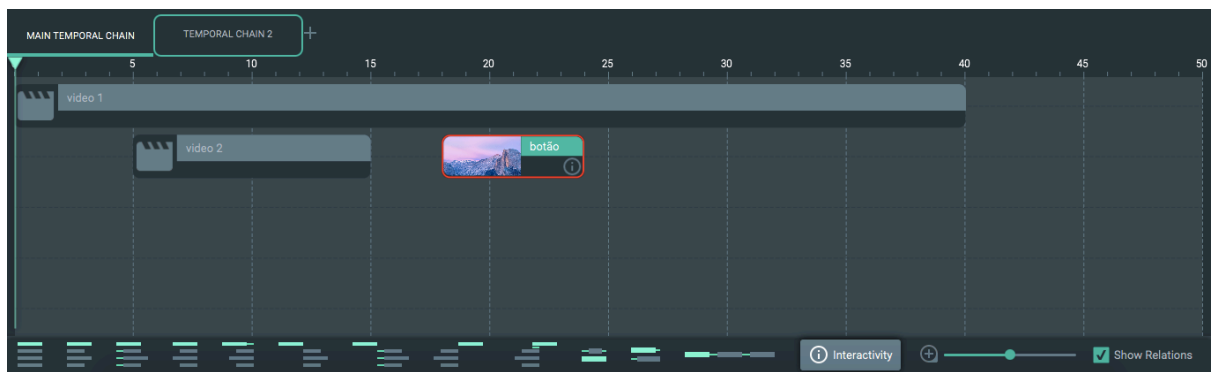 MAIN TEMPORAL CHAIN TEMPORAL CHAIN 2 +
5 10 15 20 25 30 35 40 45 50
video 1
video 2 botão
Interactivity Show Relations